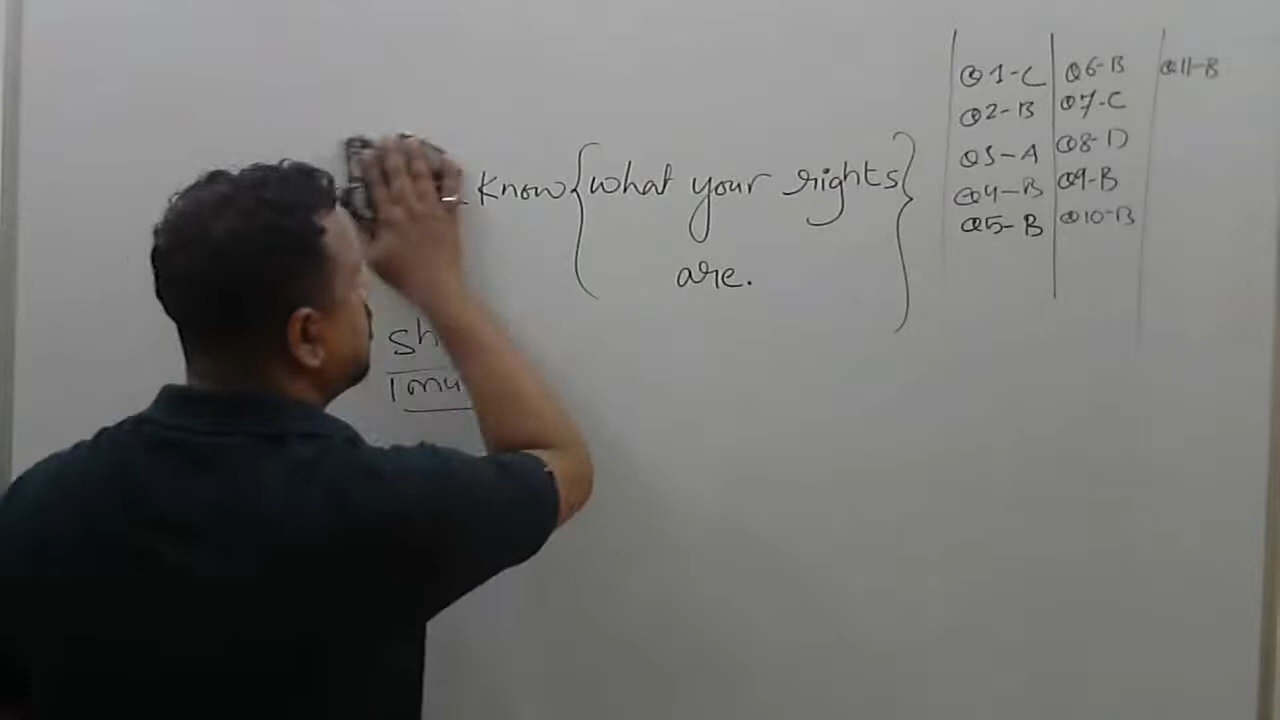 know { what your rights }
are.
Q1-C
Q2-B
Q3-A
Q4-B
Q5-B
Q6-B
Q7-C
Q8-D
Q9-B
Q10-B
Q11-B